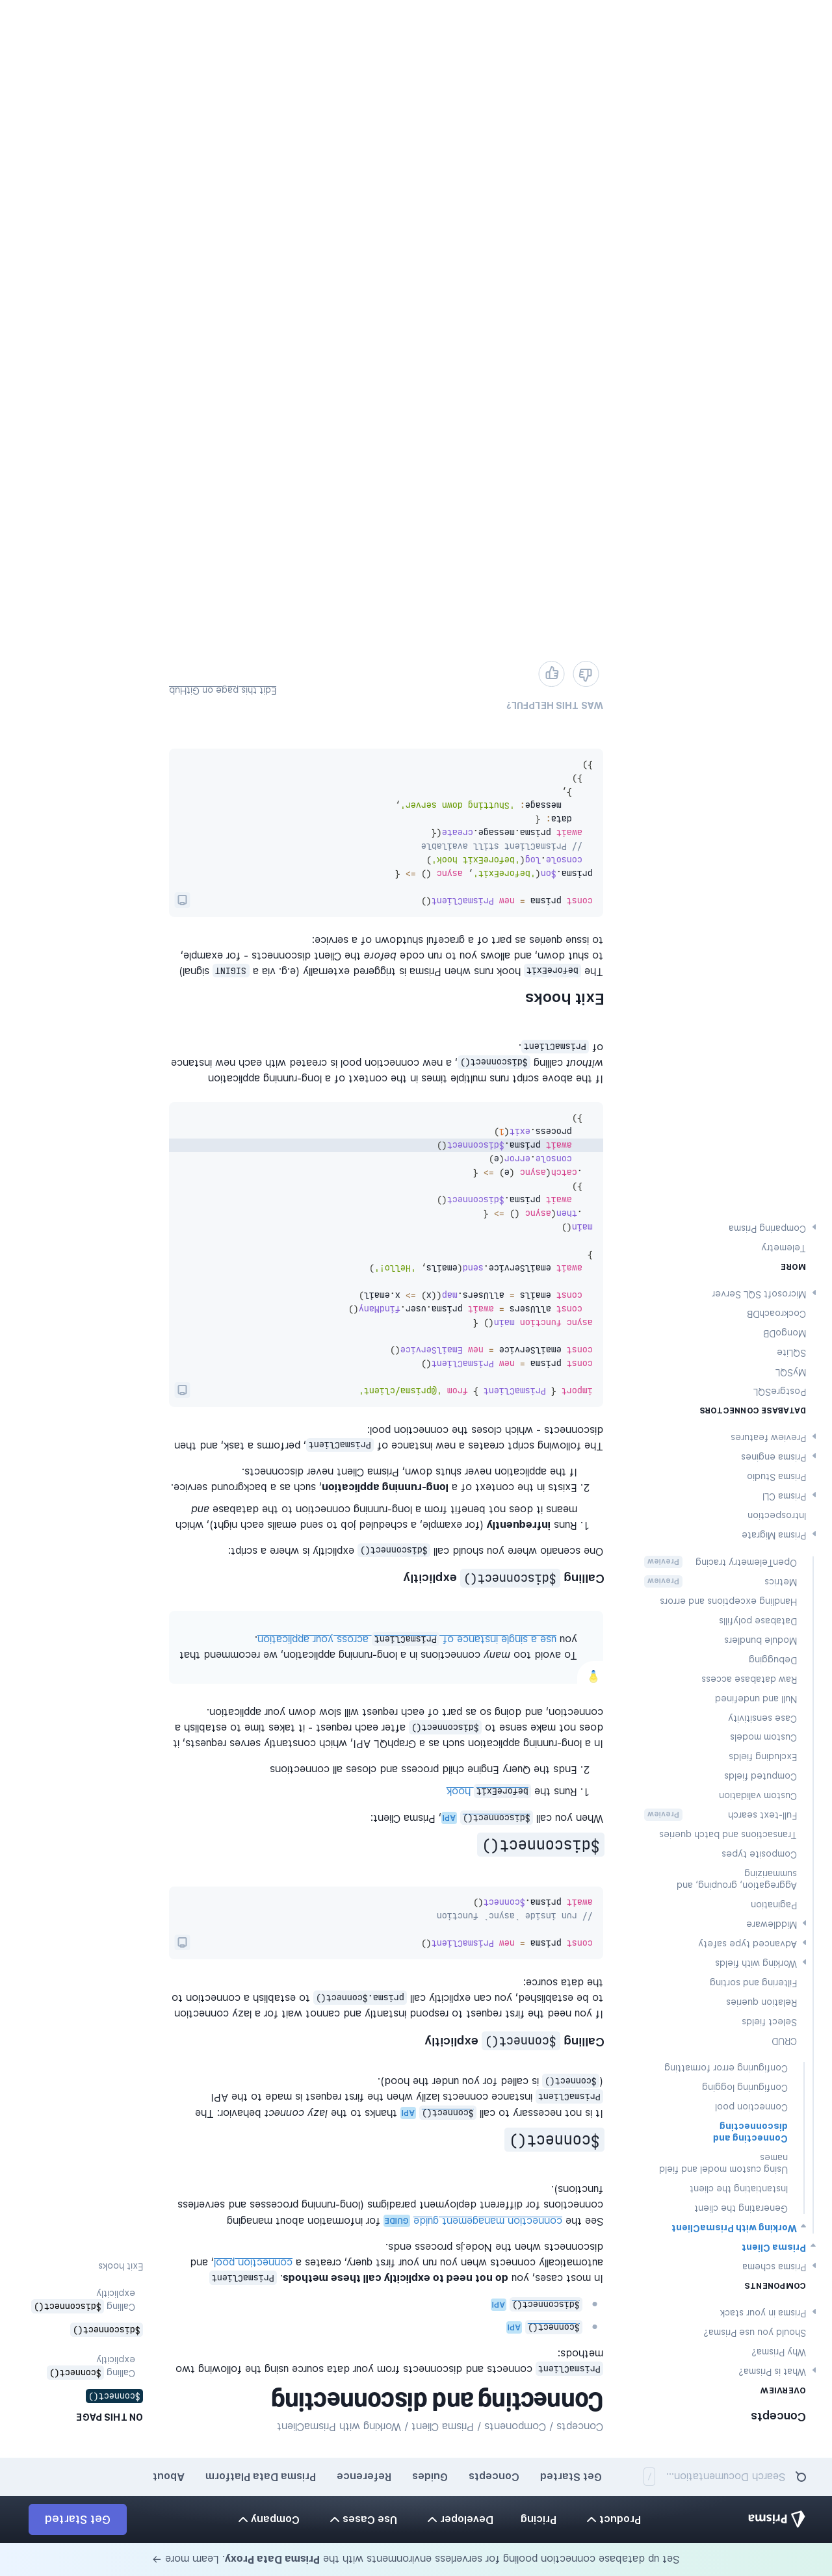 Set up database connection pooling for serverless environments with the Prisma Data Proxy. Learn more →
Prisma
Product
Pricing
Developer
Use Cases
Company
Get Started
Search Documentation... /
Get Started
Concepts
Guides
Reference
Prisma Data Platform
About
Concepts
OVERVIEW
What is Prisma?
Why Prisma?
Should you use Prisma?
Prisma in your stack
COMPONENTS
Prisma schema
Prisma Client
Working with PrismaClient
Generating the client
Instantiating the client
Using custom model and field
names
Connecting and
disconnecting
Connection pool
Configuring logging
Configuring error formatting
CRUD
Select fields
Relation queries
Filtering and sorting
Working with fields
Advanced type safety
Middleware
Pagination
Aggregation, grouping, and
summarizing
Composite types
Transactions and batch queries
Full-text search Preview
Custom validation
Computed fields
Excluding fields
Custom models
Case sensitivity
Null and undefined
Raw database access
Debugging
Module bundlers
Database polyfills
Handling exceptions and errors
Metrics Preview
OpenTelemetry tracing Preview
Prisma Migrate
Introspection
Prisma CLI
Prisma Studio
Prisma engines
Preview features
DATABASE CONNECTORS
PostgreSQL
MySQL
SQLite
MongoDB
CockroachDB
Microsoft SQL Server
MORE
Telemetry
Comparing Prisma
Concepts / Components / Prisma Client / Working with PrismaClient
Connecting and disconnecting
PrismaClient connects and disconnects from your data source using the following two
methods:
$connect() API
$disconnect() API
In most cases, you do not need to explicitly call these methods. PrismaClient
automatically connects when you run your first query, creates a connection pool, and
disconnects when the Node.js process ends.
See the connection management guide GUIDE for information about managing
connections for different deployment paradigms (long-running processes and serverless
functions).
$connect()
It is not necessary to call $connect() API thanks to the lazy connect behavior: The
PrismaClient instance connects lazily when the first request is made to the API
($connect() is called for you under the hood).
Calling $connect() explicitly
If you need the first request to respond instantly and cannot wait for a lazy connection
to be established, you can explicitly call prisma.$connect() to establish a connection to
the data source:
const prisma = new PrismaClient()
// run inside `async` function
await prisma.$connect()
$disconnect()
When you call $disconnect() API, Prisma Client:
1. Runs the beforeExit hook
2. Ends the Query Engine child process and closes all connections
In a long-running application such as a GraphQL API, which constantly serves requests, it
does not make sense to $disconnect() after each request - it takes time to establish a
connection, and doing so as part of each request will slow down your application.
To avoid too many connections in a long-running application, we recommend that
you use a single instance of PrismaClient across your application.
Calling $disconnect() explicitly
One scenario where you should call $disconnect() explicitly is where a script:
1. Runs infrequently (for example, a scheduled job to send emails each night), which
means it does not benefit from a long-running connection to the database and
2. Exists in the context of a long-running application, such as a background service.
If the application never shuts down, Prisma Client never disconnects.
The following script creates a new instance of PrismaClient, performs a task, and then
disconnects - which closes the connection pool:
import { PrismaClient } from '@prisma/client'
const prisma = new PrismaClient()
const emailService = new EmailService()
async function main() {
const allUsers = await prisma.user.findMany()
const emails = allUsers.map((x) => x.email)
await emailService.send(emails, 'Hello!')
}
main()
.then(async () => {
await prisma.$disconnect()
})
.catch(async (e) => {
console.error(e)
await prisma.$disconnect()
process.exit(1)
})
If the above script runs multiple times in the context of a long-running application
without calling $disconnect(), a new connection pool is created with each new instance
of PrismaClient.
Exit hooks
The beforeExit hook runs when Prisma is triggered externally (e.g. via a SIGINT signal)
to shut down, and allows you to run code before the Client disconnects - for example,
to issue queries as part of a graceful shutdown of a service:
const prisma = new PrismaClient()
prisma.$on('beforeExit', async () => {
console.log('beforeExit hook')
// PrismaClient still available
await prisma.message.create({
data: {
message: 'Shutting down server',
},
})
})
WAS THIS HELPFUL?
Edit this page on GitHub
ON THIS PAGE
$connect()
Calling $connect()
explicitly
$disconnect()
Calling $disconnect()
explicitly
Exit hooks